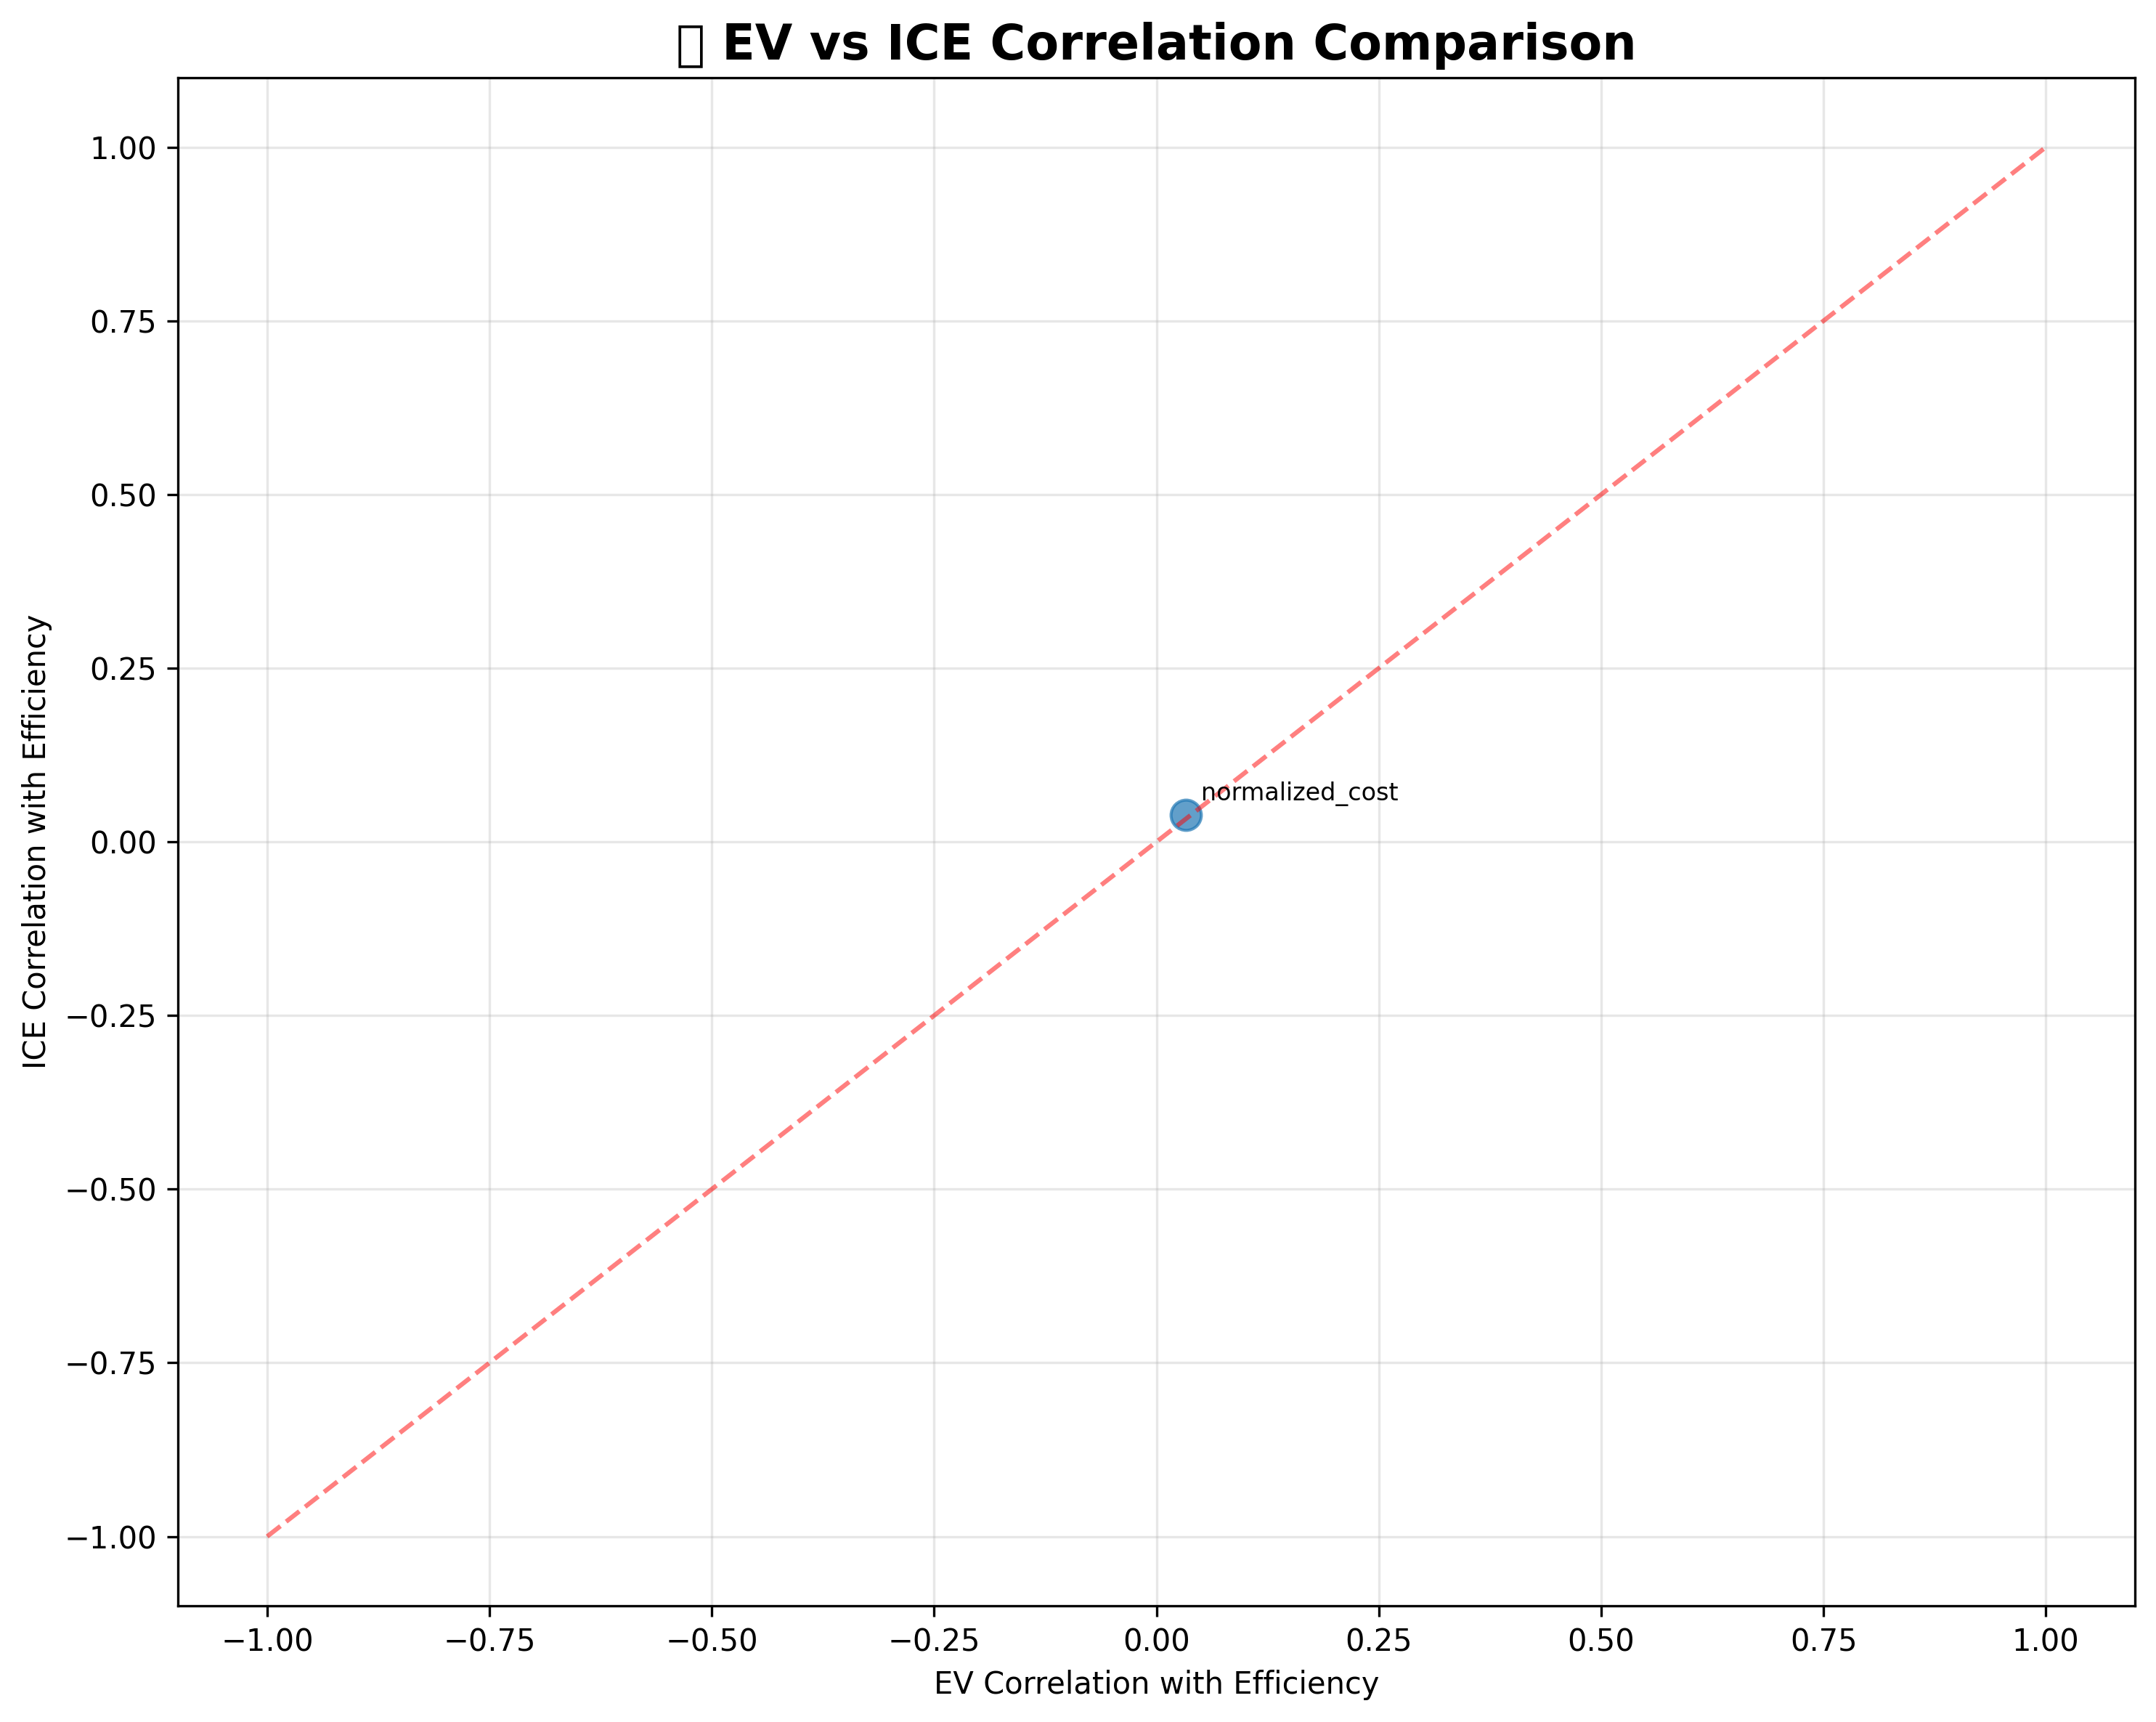 ▯ EV vs ICE Correlation Comparison
1.00
0.75
0.50
0.25
0.00
−0.25
−0.50
−0.75
−1.00
ICE Correlation with Efficiency
normalized_cost
−1.00 −0.75 −0.50 −0.25 0.00 0.25 0.50 0.75 1.00
EV Correlation with Efficiency